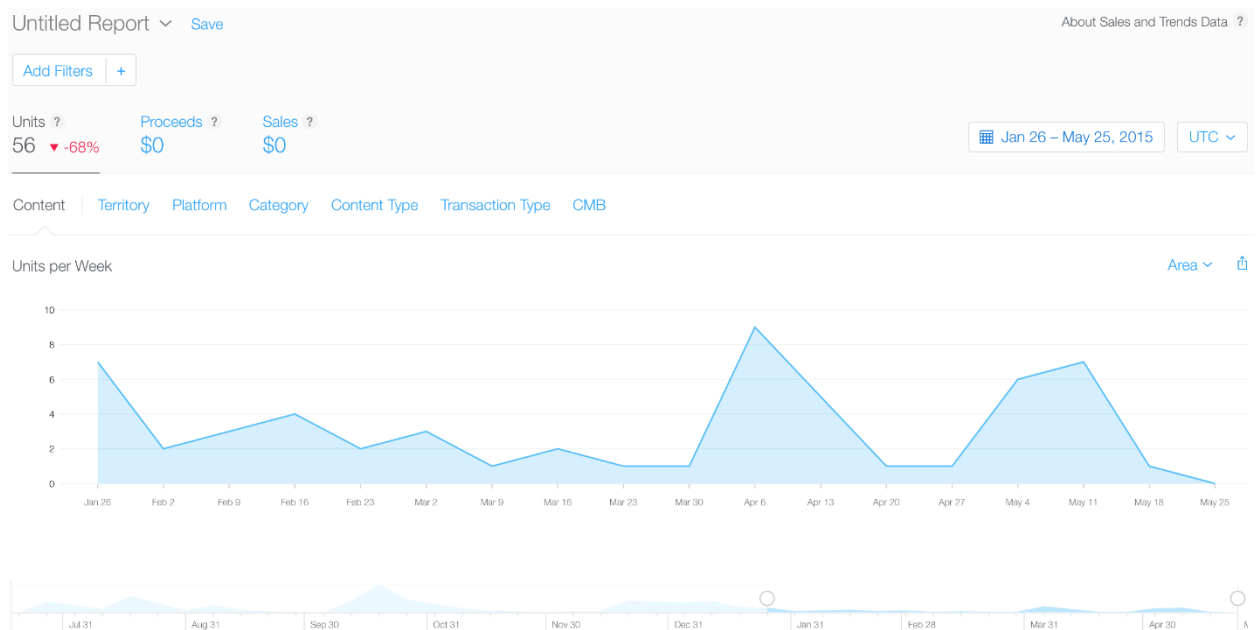 Untitled Report Save About Sales and Trends Data ?
Add Filters +
Units ? Proceeds ? Sales ?
56 ▼ -68% $0 $0 Jan 26 – May 25, 2015 UTC
Content Territory Platform Category Content Type Transaction Type CMB
Units per Week Area
10
8
6
4
2
0
Jan 26 Feb 2 Feb 9 Feb 16 Feb 23 Mar 2 Mar 9 Mar 16 Mar 23 Mar 30 Apr 6 Apr 13 Apr 20 Apr 27 May 4 May 11 May 18 May 25
Jul 31 Aug 31 Sep 30 Oct 31 Nov 30 Dec 31 Jan 31 Feb 28 Mar 31 Apr 30